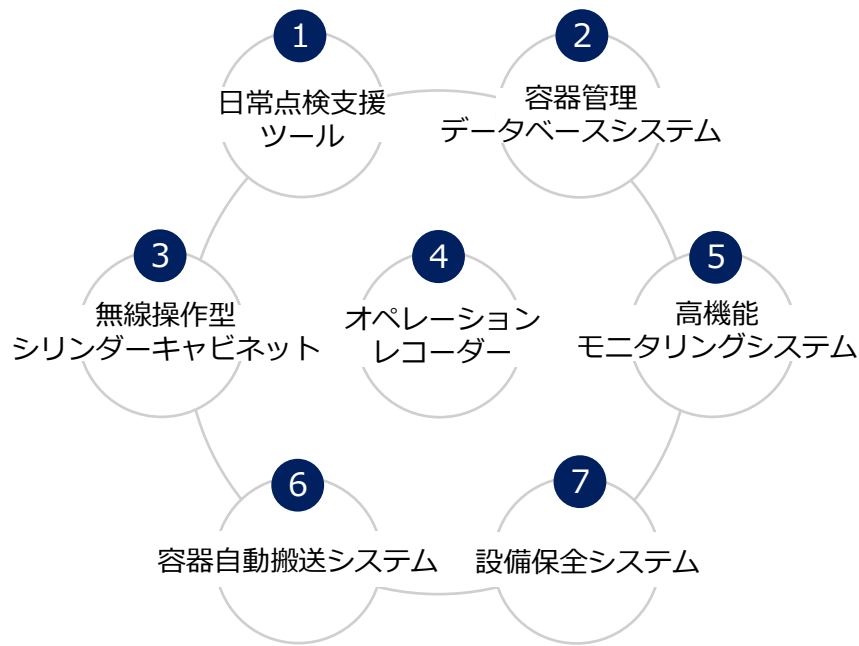 1
日常点検支援
ツール
2
容器管理
データベースシステム
3
無線操作型
シリンダーキャビネット
4
オペレーション
レコーダー
5
高機能
モニタリングシステム
6
容器自動搬送システム
7
設備保全システム